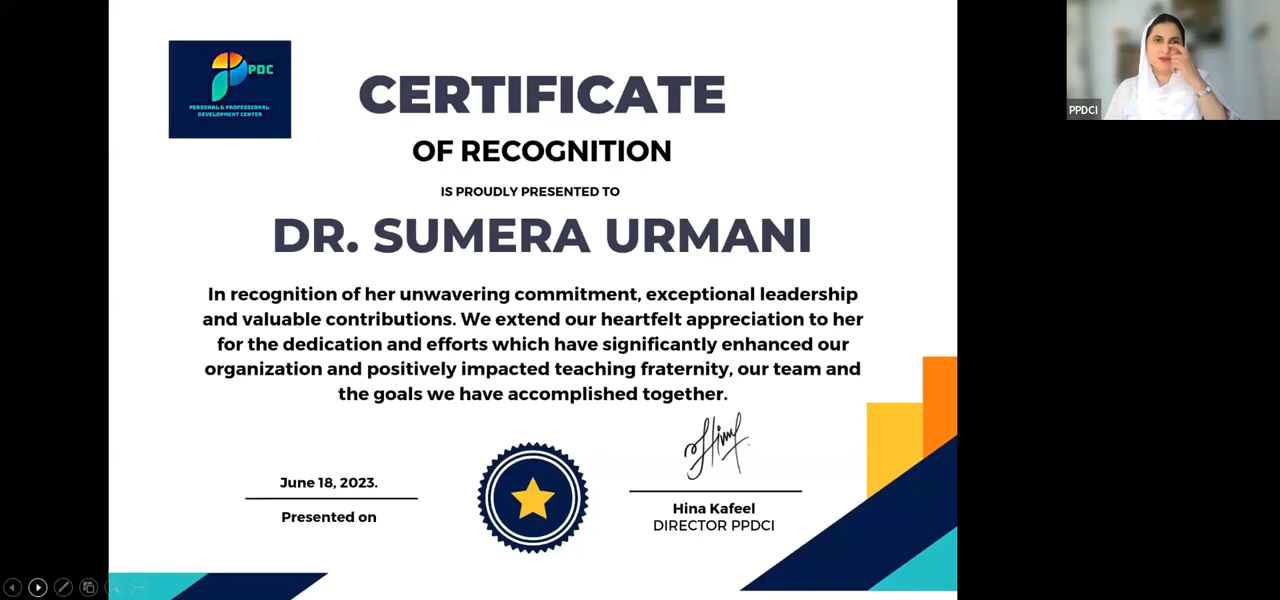 PDC
PERSONAL & PROFESSIONAL
DEVELOPMENT CENTER
CERTIFICATE
OF RECOGNITION
IS PROUDLY PRESENTED TO
DR. SUMERA URMANI
In recognition of her unwavering commitment, exceptional leadership
and valuable contributions. We extend our heartfelt appreciation to her
for the dedication and efforts which have significantly enhanced our
organization and positively impacted teaching fraternity, our team and
the goals we have accomplished together.
June 18, 2023.
Presented on
Hina Kafeel
DIRECTOR PPDCI
PPDCI